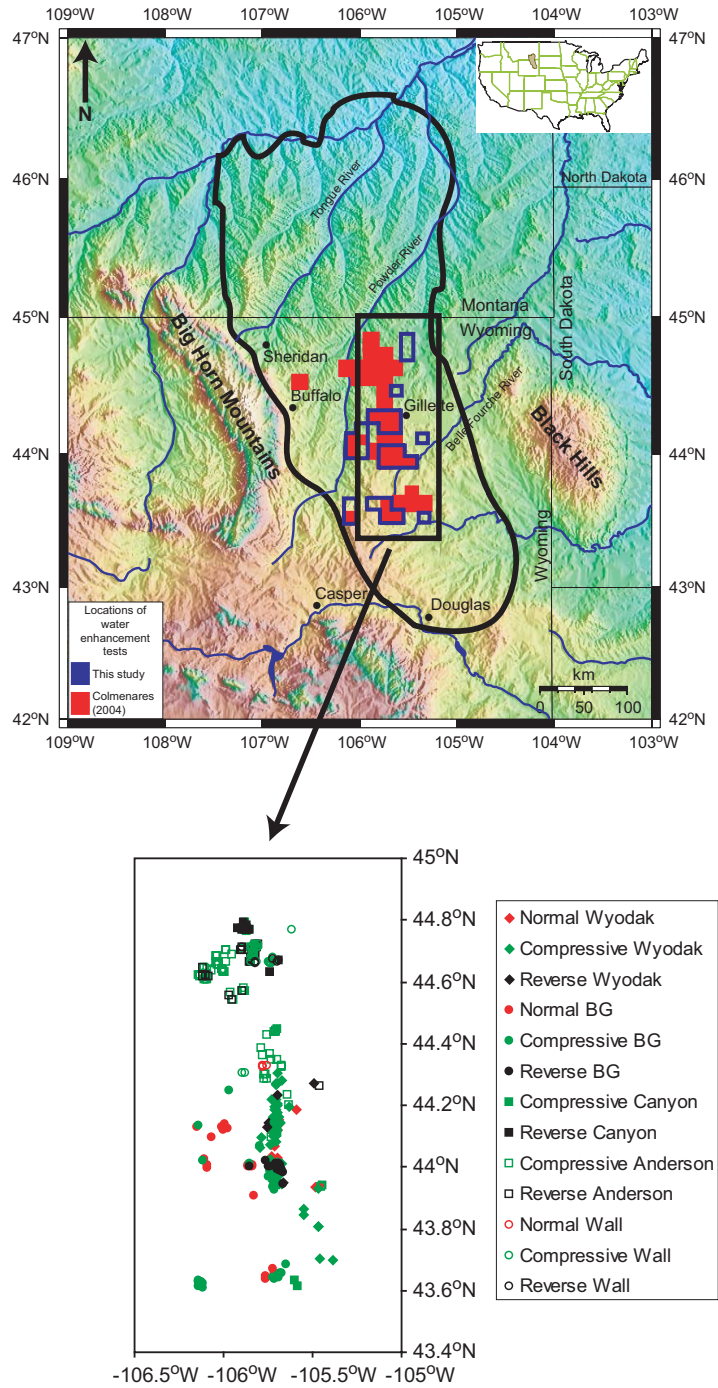 47°N
47°N
109°W
108°W
107°W
106°W
105°W
104°W
103°W
N
46°N
46°N
North Dakota
Tongue River
Powder River
Montana
Wyoming
South Dakota
45°N
45°N
Big Horn Mountains
Sheridan
Buffalo
Gillette
Belle Fourche River
Black Hills
44°N
44°N
Wyoming
43°N
43°N
Casper
Douglas
Locations of
water
enhancement
tests
This study
Colmenares
(2004)
km
0 50 100
42°N
42°N
109°W
108°W
107°W
106°W
105°W
104°W
103°W
45°N
44.8°N
44.6°N
44.4°N
44.2°N
44°N
43.8°N
43.6°N
43.4°N
-106.5°W
-106°W
-105.5°W
-105°W
Normal Wyodak
Compressive Wyodak
Reverse Wyodak
Normal BG
Compressive BG
Reverse BG
Compressive Canyon
Reverse Canyon
Compressive Anderson
Reverse Anderson
Normal Wall
Compressive Wall
Reverse Wall